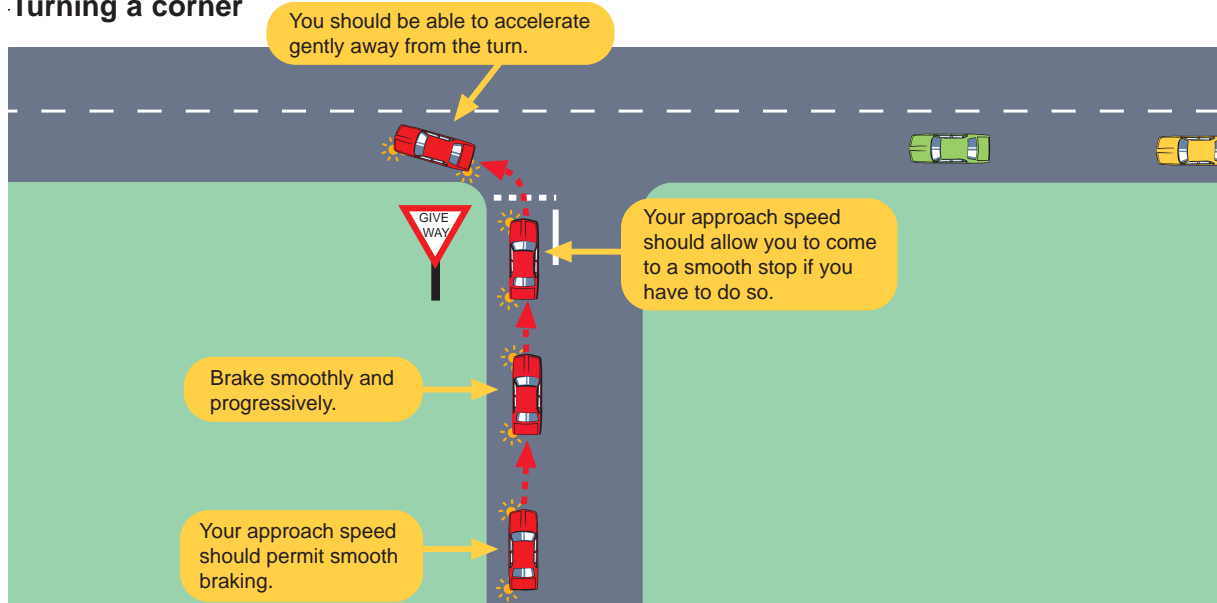 Turning a corner
You should be able to accelerate
gently away from the turn.
GIVE
WAY
Your approach speed
should allow you to come
to a smooth stop if you
have to do so.
Brake smoothly and
progressively.
Your approach speed
should permit smooth
braking.